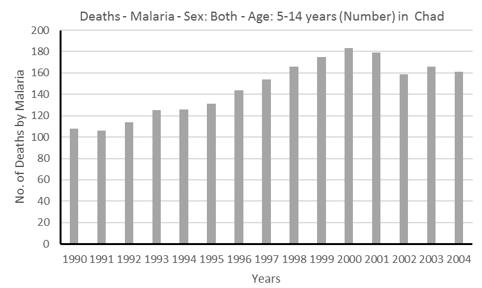 Deaths - Malaria - Sex: Both - Age: 5-14 years (Number) in Chad
No. of Deaths by Malaria
200
180
160
140
120
100
80
60
40
20
0
1990 1991 1992 1993 1994 1995 1996 1997 1998 1999 2000 2001 2002 2003 2004
Years